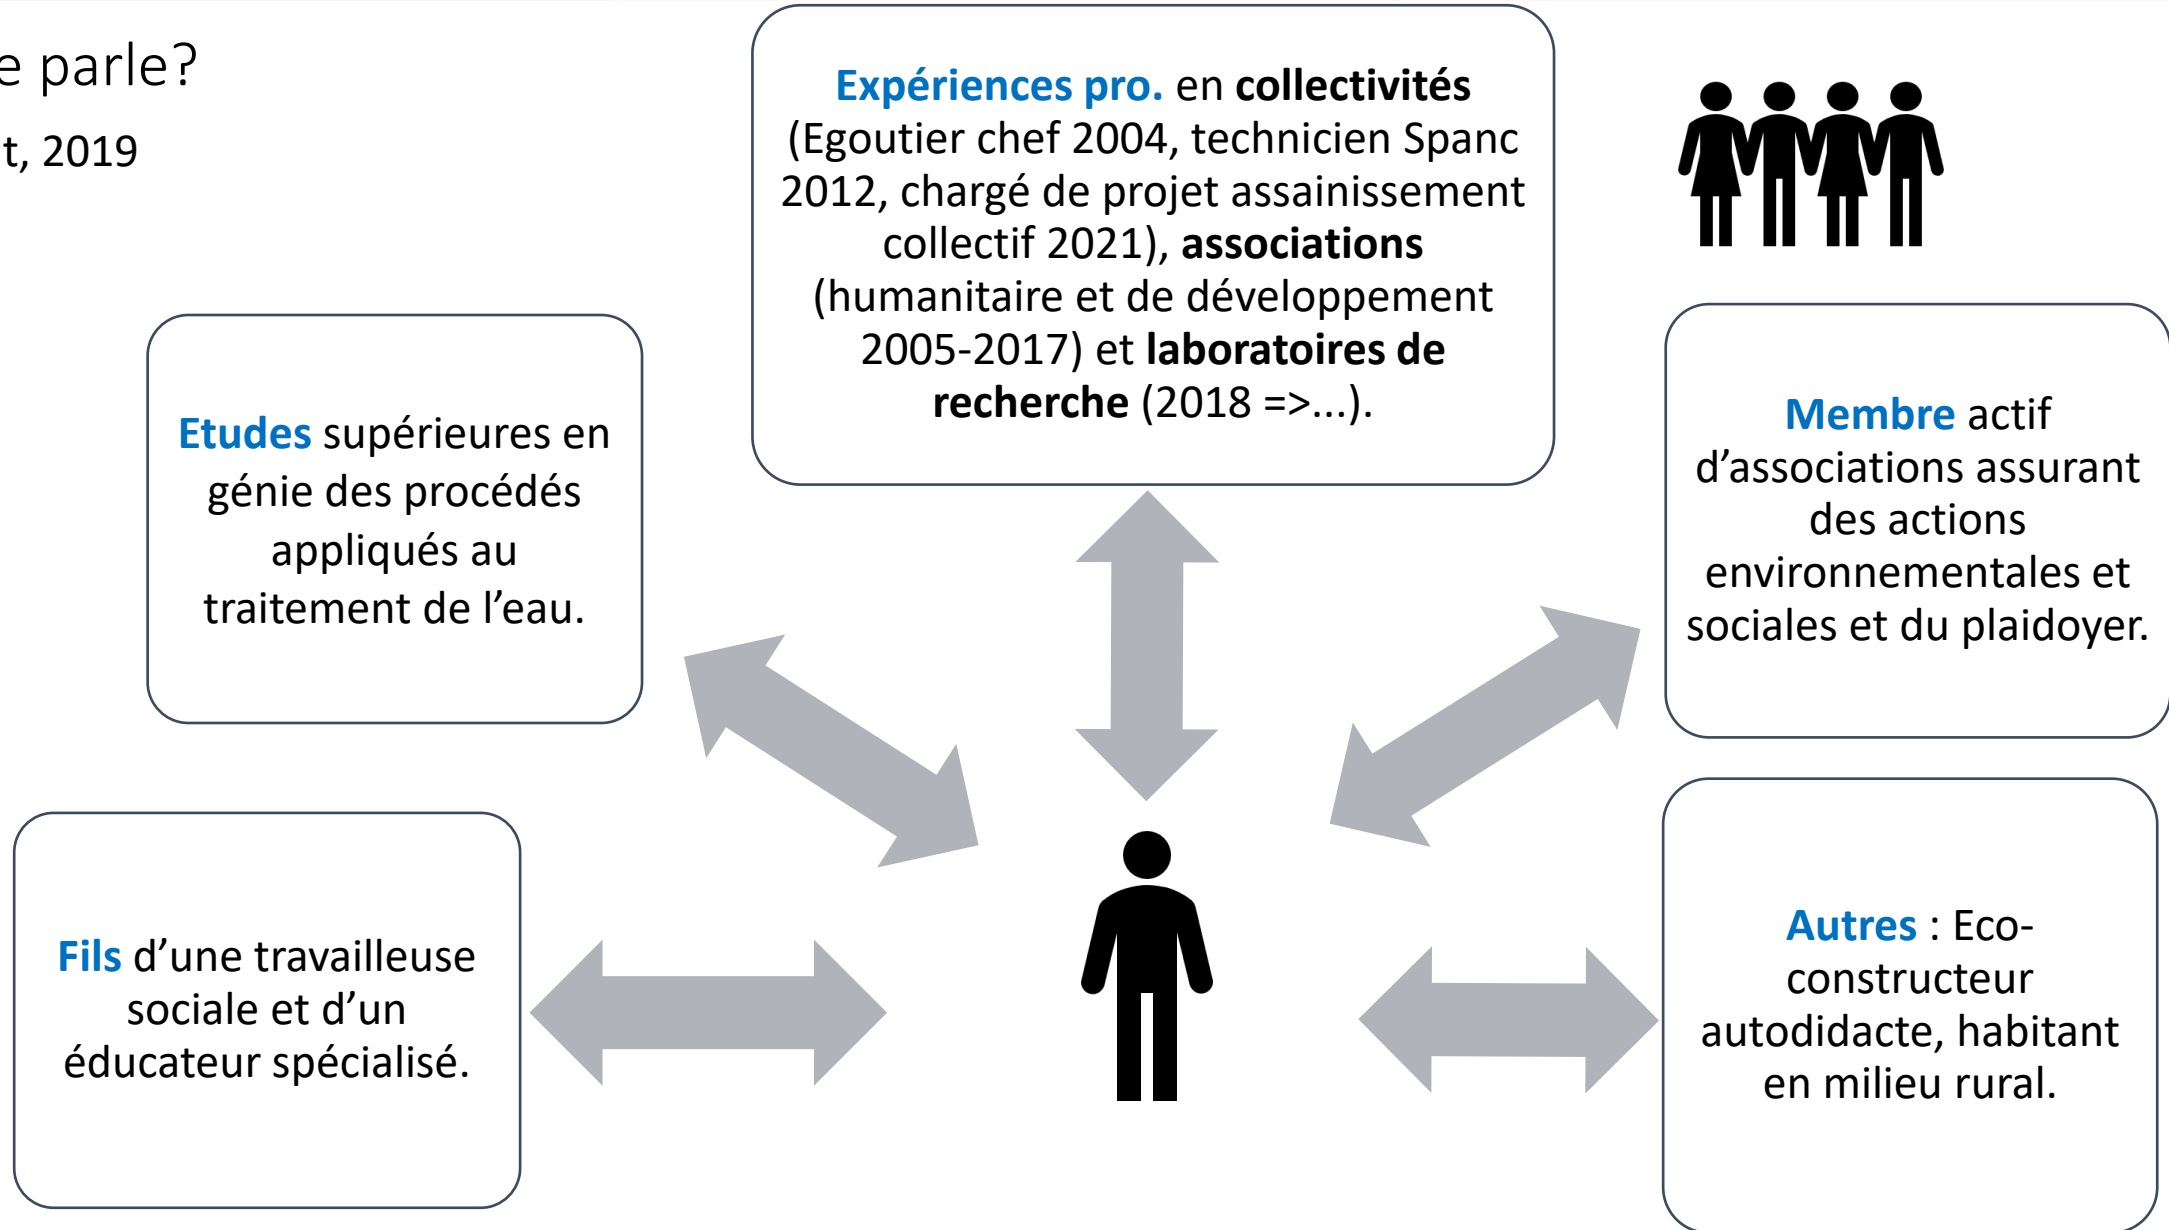 e parle?
t, 2019
Expériences pro. en collectivités
(Egoutier chef 2004, technicien Spanc
2012, chargé de projet assainissement
collectif 2021), associations
(humanitaire et de développement
2005-2017) et laboratoires de
recherche (2018 =>...).
Etudes supérieures en
génie des procédés
appliqués au
traitement de l’eau.
Membre actif
d’associations assurant
des actions
environnementales et
sociales et du plaidoyer.
Fils d’une travailleuse
sociale et d’un
éducateur spécialisé.
Autres : Eco-
constructeur
autodidacte, habitant
en milieu rural.